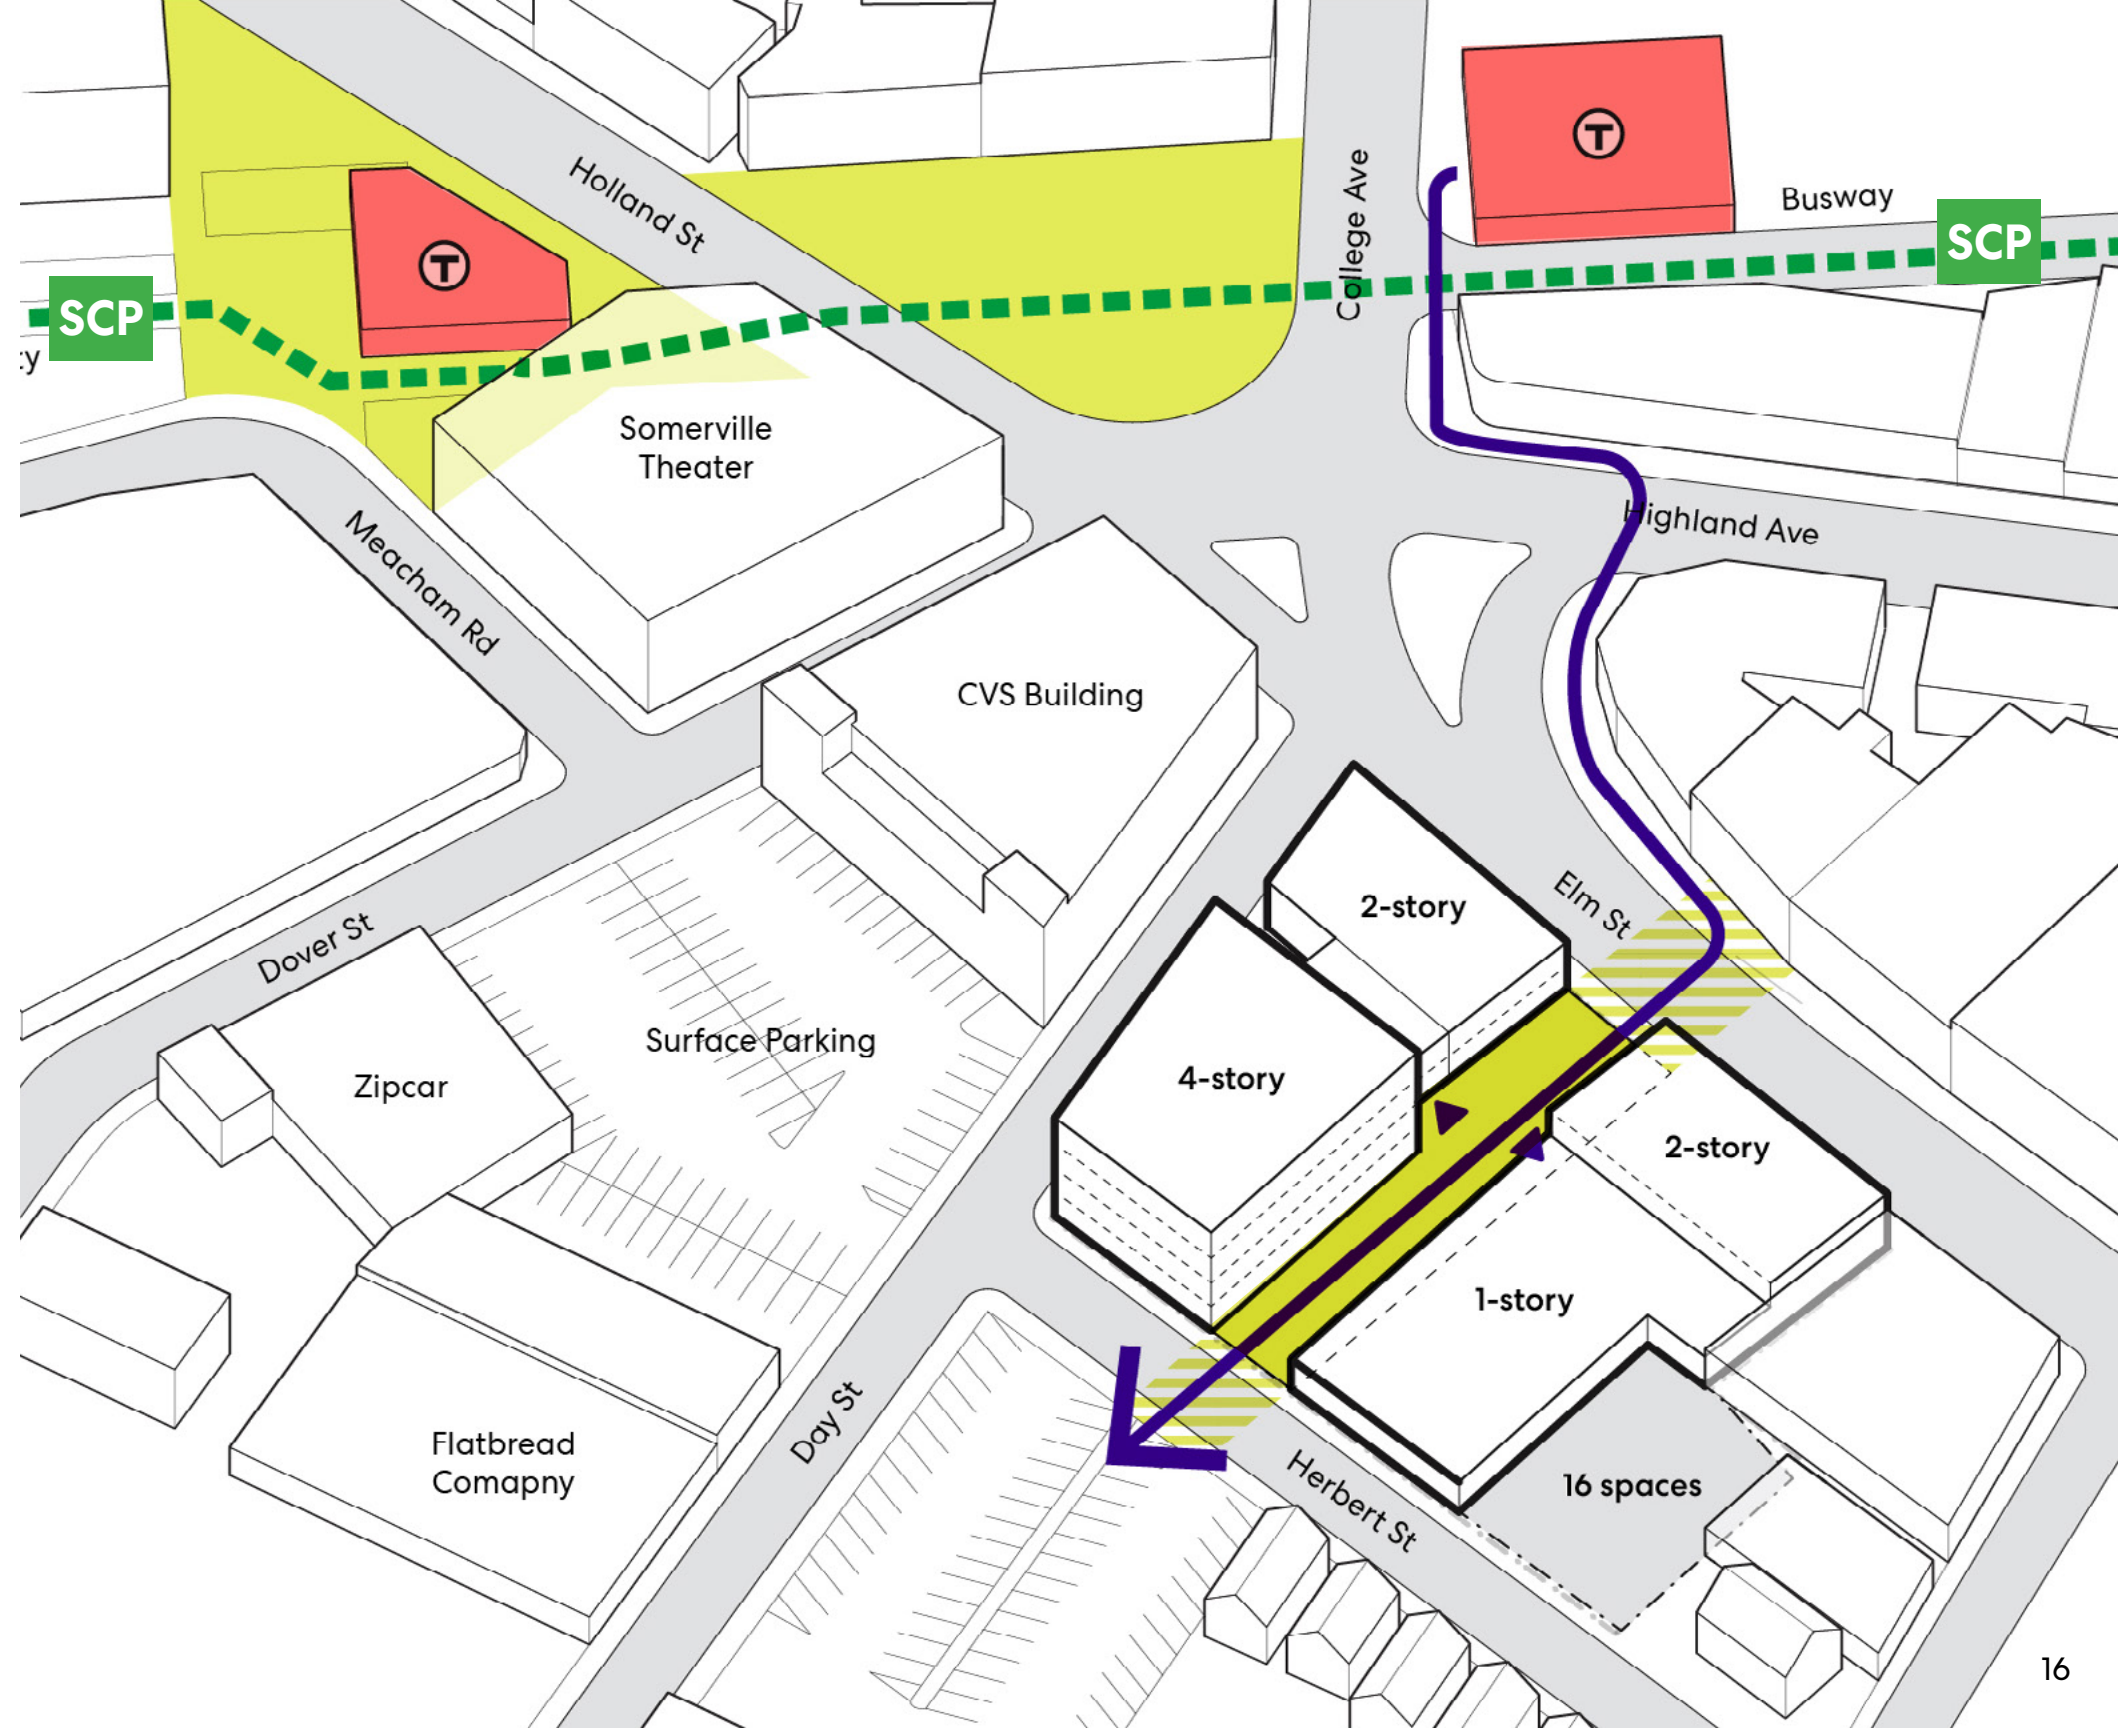 Holland St
College Ave
T
Busway
SCP
T
SCP
ty
Somerville
Theater
Highland Ave
Meacham Rd
CVS Building
2-story
Elm St
Dover St
Surface Parking
4-story
Zipcar
2-story
1-story
Day St
Flatbread
Comapny
Herbert St
16 spaces
16